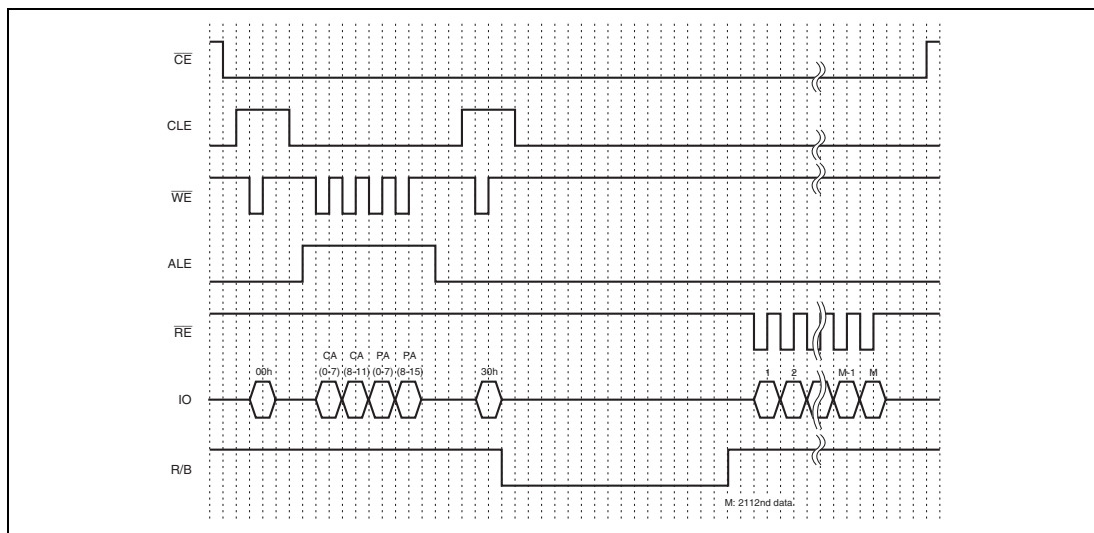 CE
CLE
WE
ALE
RE
CA CA PA PA
00h (0-7) (8-11) (0-7) (8-15) 30h 1 2 M-1 M
IO
R/B
M: 2112nd data